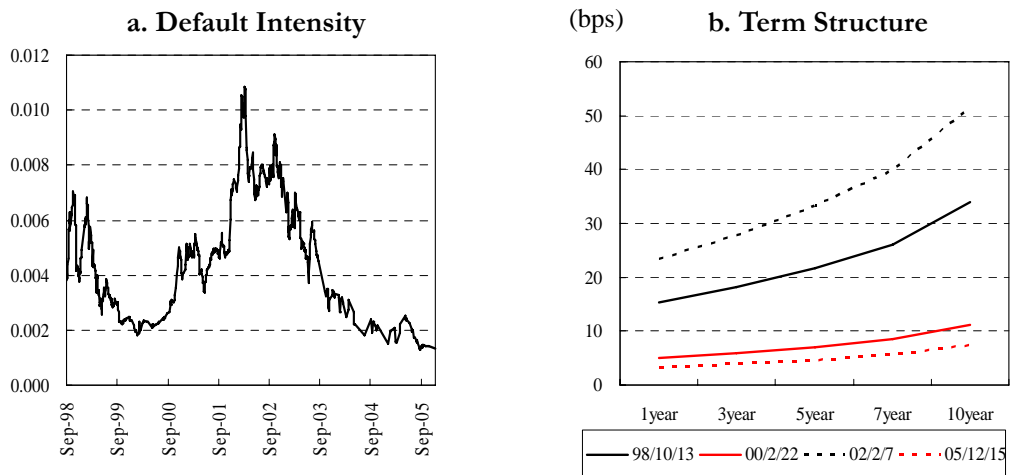 a. Default Intensity
0.012
0.010
0.008
0.006
0.004
0.002
0.000
Sep-98
Sep-99
Sep-00
Sep-01
Sep-02
Sep-03
Sep-04
Sep-05
(bps)
b. Term Structure
60
50
40
30
20
10
0
1year
3year
5year
7year
10year
98/10/13
00/2/22
02/2/7
05/12/15